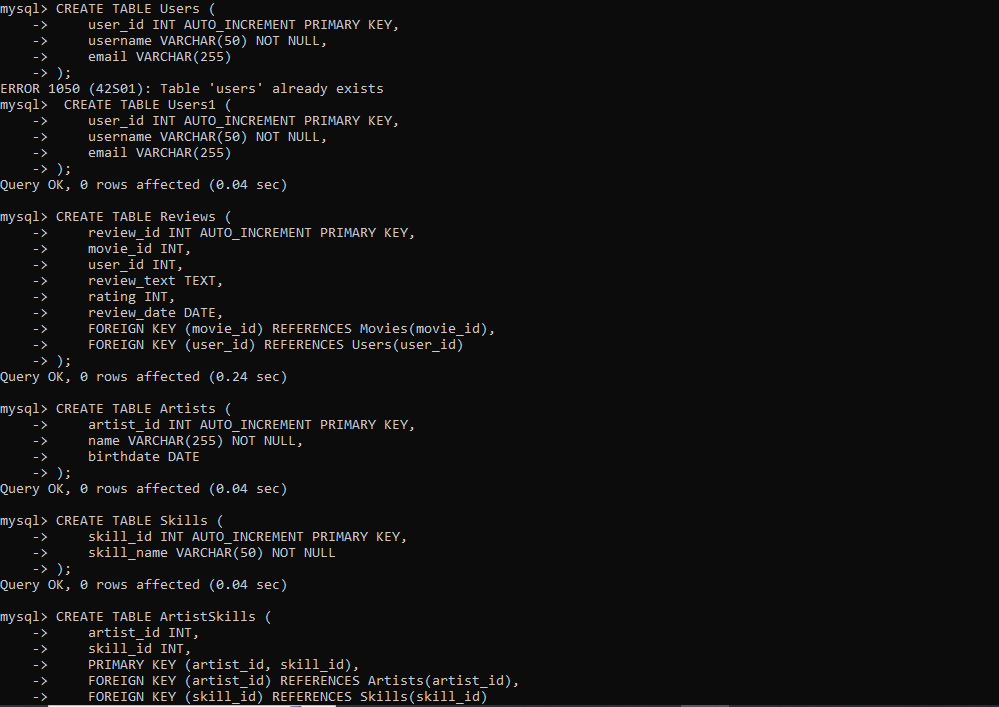 mysql> CREATE TABLE Users (
    ->     user_id INT AUTO_INCREMENT PRIMARY KEY,
    ->     username VARCHAR(50) NOT NULL,
    ->     email VARCHAR(255)
    -> );
ERROR 1050 (42S01): Table 'users' already exists
mysql>  CREATE TABLE Users1 (
    ->     user_id INT AUTO_INCREMENT PRIMARY KEY,
    ->     username VARCHAR(50) NOT NULL,
    ->     email VARCHAR(255)
    -> );
Query OK, 0 rows affected (0.04 sec)

mysql> CREATE TABLE Reviews (
    ->     review_id INT AUTO_INCREMENT PRIMARY KEY,
    ->     movie_id INT,
    ->     user_id INT,
    ->     review_text TEXT,
    ->     rating INT,
    ->     review_date DATE,
    ->     FOREIGN KEY (movie_id) REFERENCES Movies(movie_id),
    ->     FOREIGN KEY (user_id) REFERENCES Users(user_id)
    -> );
Query OK, 0 rows affected (0.24 sec)

mysql> CREATE TABLE Artists (
    ->     artist_id INT AUTO_INCREMENT PRIMARY KEY,
    ->     name VARCHAR(255) NOT NULL,
    ->     birthdate DATE
    -> );
Query OK, 0 rows affected (0.04 sec)

mysql> CREATE TABLE Skills (
    ->     skill_id INT AUTO_INCREMENT PRIMARY KEY,
    ->     skill_name VARCHAR(50) NOT NULL
    -> );
Query OK, 0 rows affected (0.04 sec)

mysql> CREATE TABLE ArtistSkills (
    ->     artist_id INT,
    ->     skill_id INT,
    ->     PRIMARY KEY (artist_id, skill_id),
    ->     FOREIGN KEY (artist_id) REFERENCES Artists(artist_id),
    ->     FOREIGN KEY (skill_id) REFERENCES Skills(skill_id)